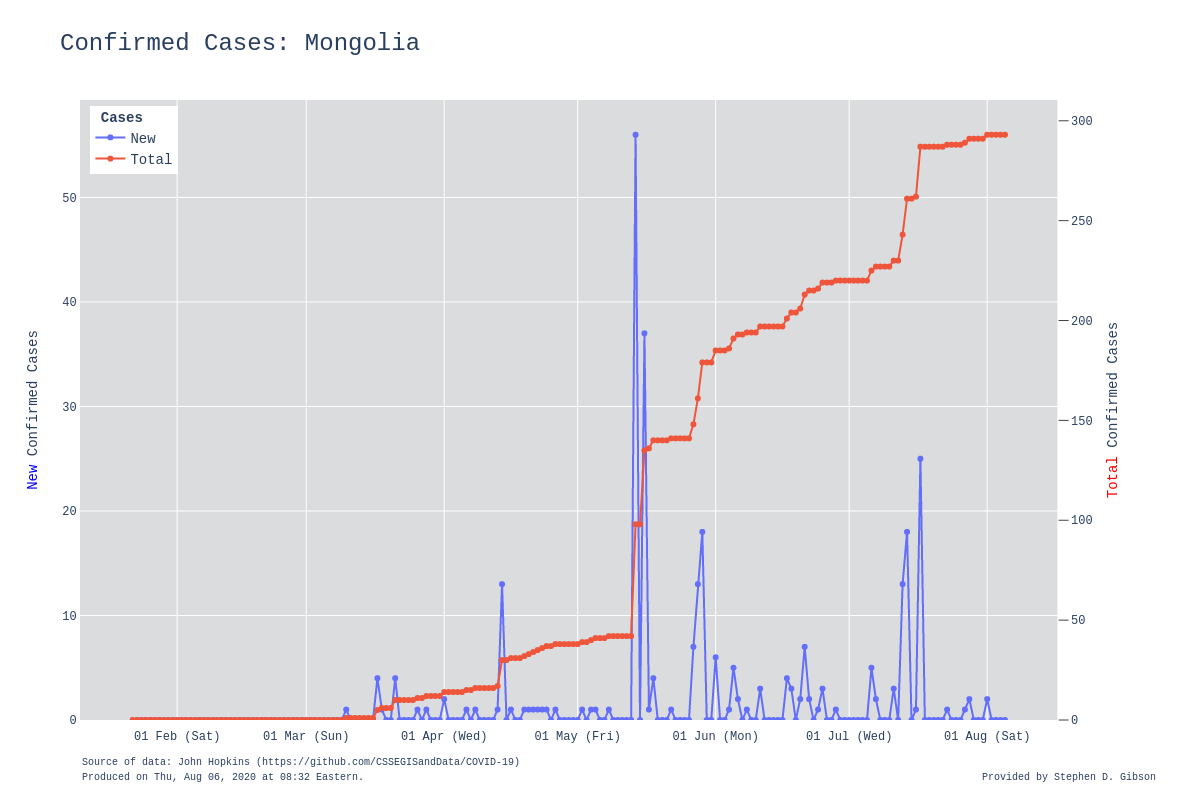 Confirmed Cases: Mongolia
Cases
New
Total
50
40
30
20
10
0
300
250
200
150
100
50
0
New Confirmed Cases
Total Confirmed Cases
01 Feb (Sat) 01 Mar (Sun) 01 Apr (Wed) 01 May (Fri) 01 Jun (Mon) 01 Jul (Wed) 01 Aug (Sat)
Source of data: John Hopkins (https://github.com/CSSEGISandData/COVID-19)
Produced on Thu, Aug 06, 2020 at 08:32 Eastern.
Provided by Stephen D. Gibson